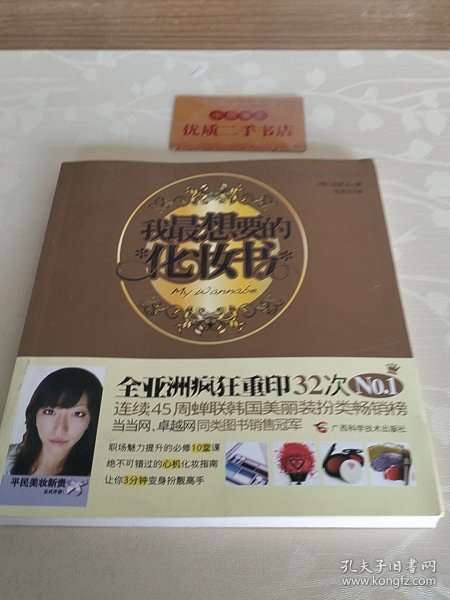 优质二手书店
我最想要的
化妆书
My Wannabe
全亚洲疯狂重印32次 No.1
连续45周蝉联韩国美丽装扮类畅销榜
当当网、卓越网同类图书销售冠军
广西科学技术出版社
职场魅力提升的必修10堂课
绝不可错过的心机化妆指南
让你3分钟变身扮靓高手
平民美妆新贵
孔夫子旧书网
www.kongfz.com